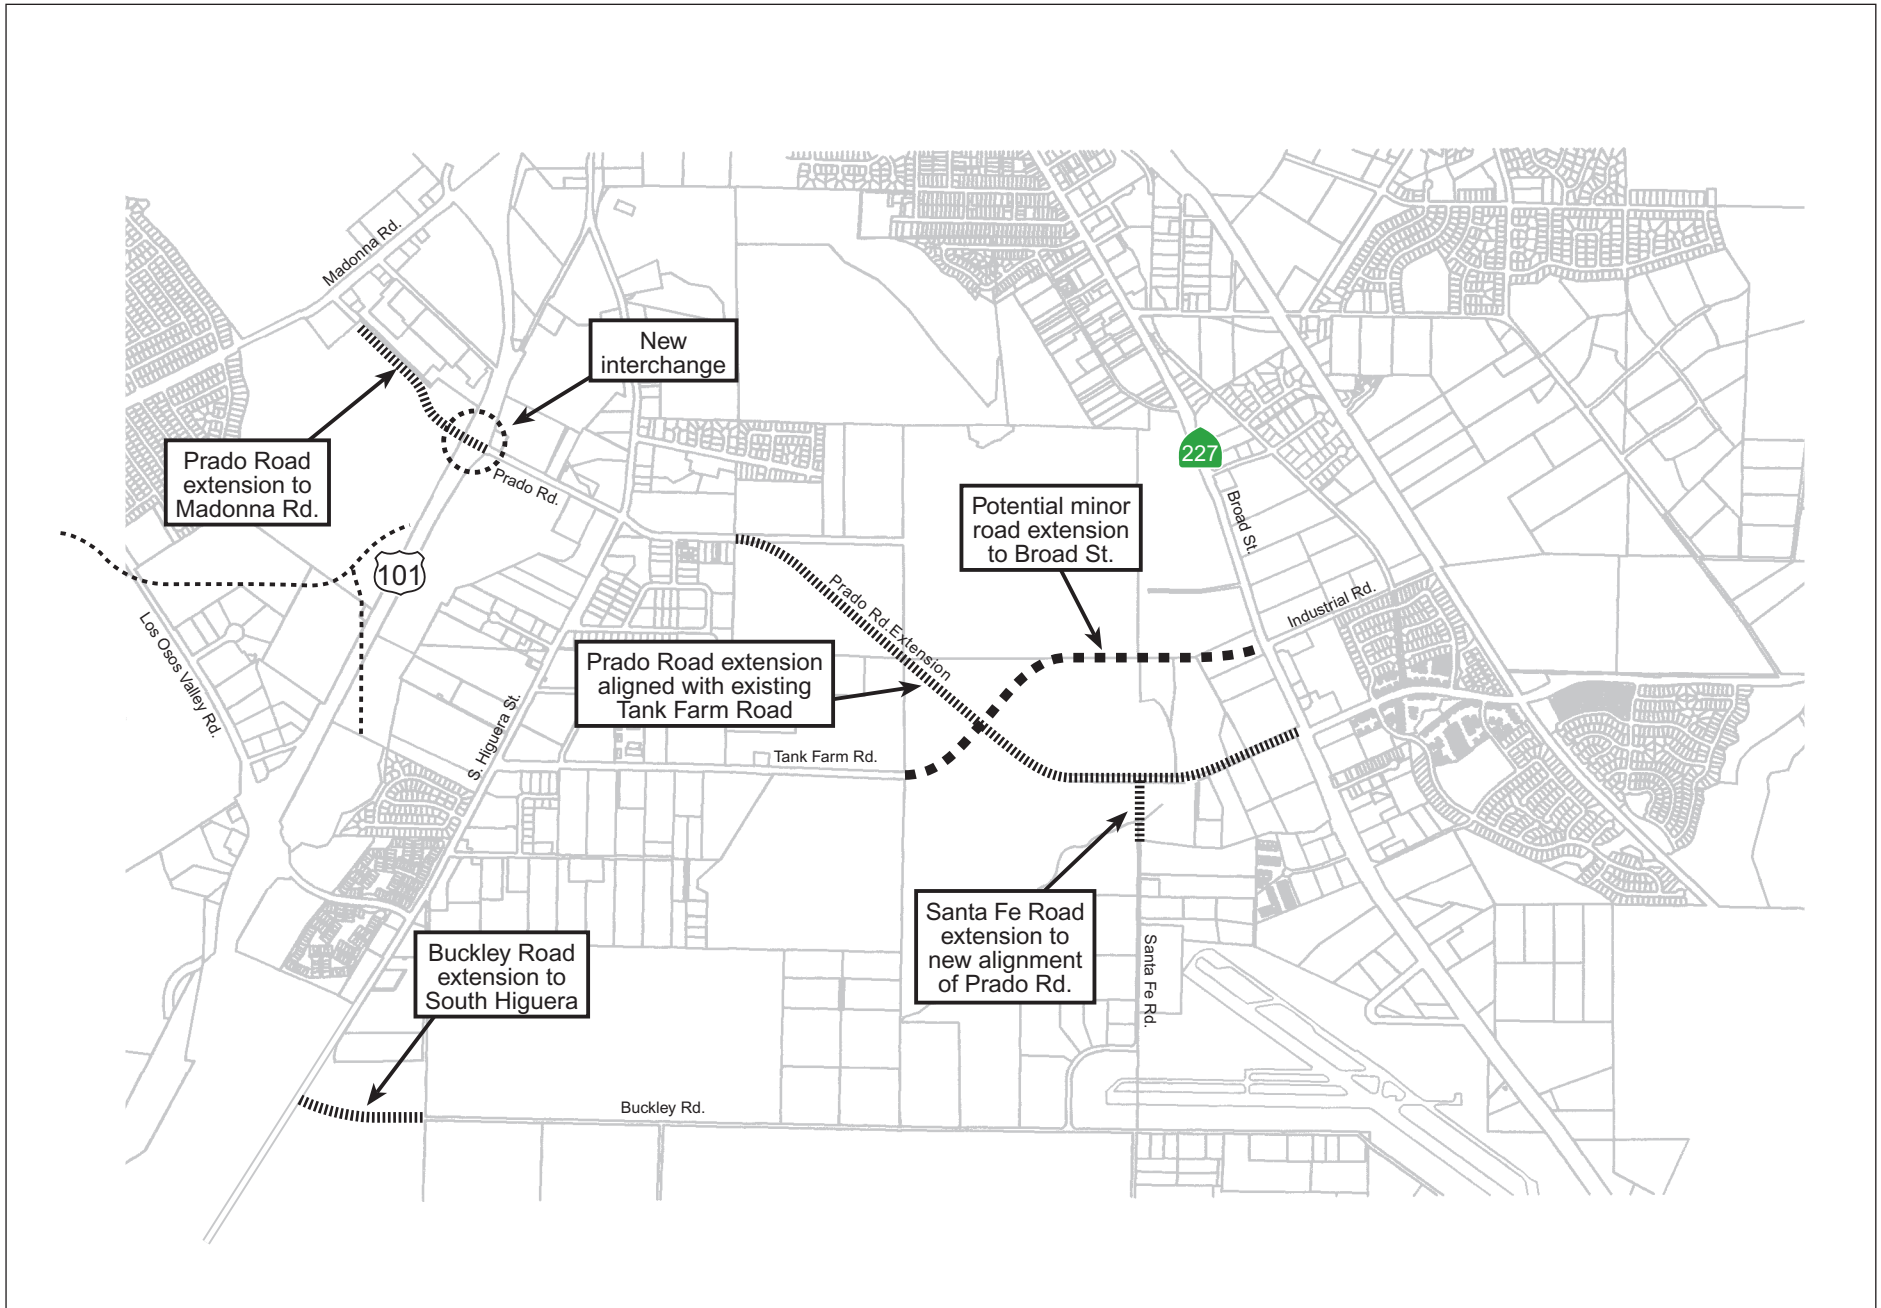 Madonna Rd.
New
interchange
Prado Road
extension to
Madonna Rd.
Prado Rd.
227
Potential minor
road extension
to Broad St.
Broad St.
101
Prado Rd.Extension
Industrial Rd.
Los Osos Valley Rd.
Prado Road extension
aligned with existing
Tank Farm Road
S. Higuera St.
Tank Farm Rd.
Santa Fe Road
extension to
new alignment
of Prado Rd.
Buckley Road
extension to
South Higuera
Santa Fe Rd.
Buckley Rd.